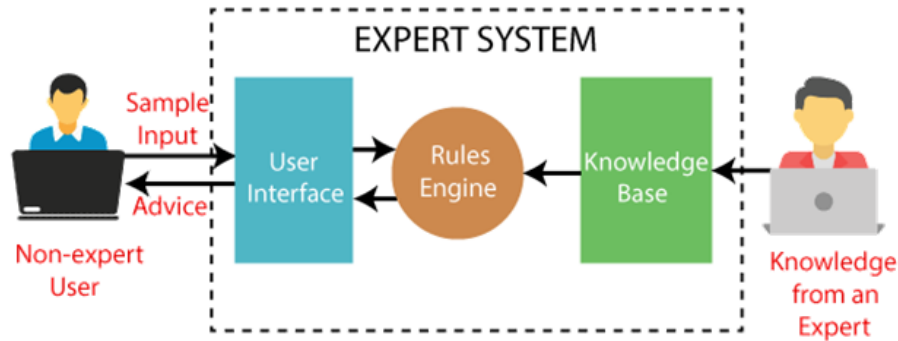 EXPERT SYSTEM
Sample
Input
Advice
Non-expert
User
User
Interface
Rules
Engine
Knowledge
Base
Knowledge
from an
Expert